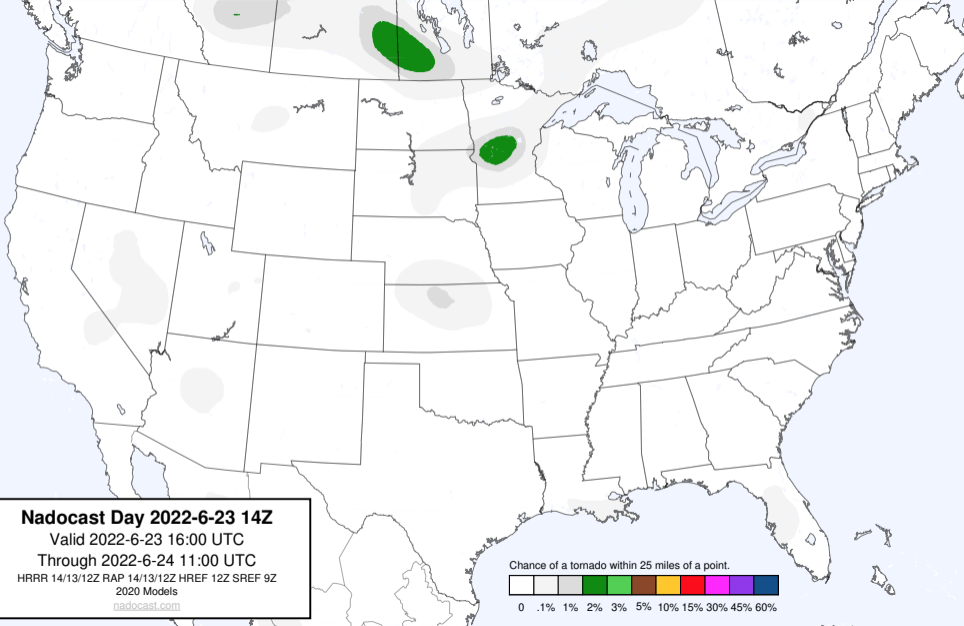 Nadocast Day 2022-6-23 14Z
Valid 2022-6-23 16:00 UTC
Through 2022-6-24 11:00 UTC
HRRR 14/13/12Z RAP 14/13/12Z HREF 12Z SREF 9Z
2020 Models
nadocast.com
Chance of a tornado within 25 miles of a point.
0 .1% 1% 2% 3% 5% 10% 15% 30% 45% 60%